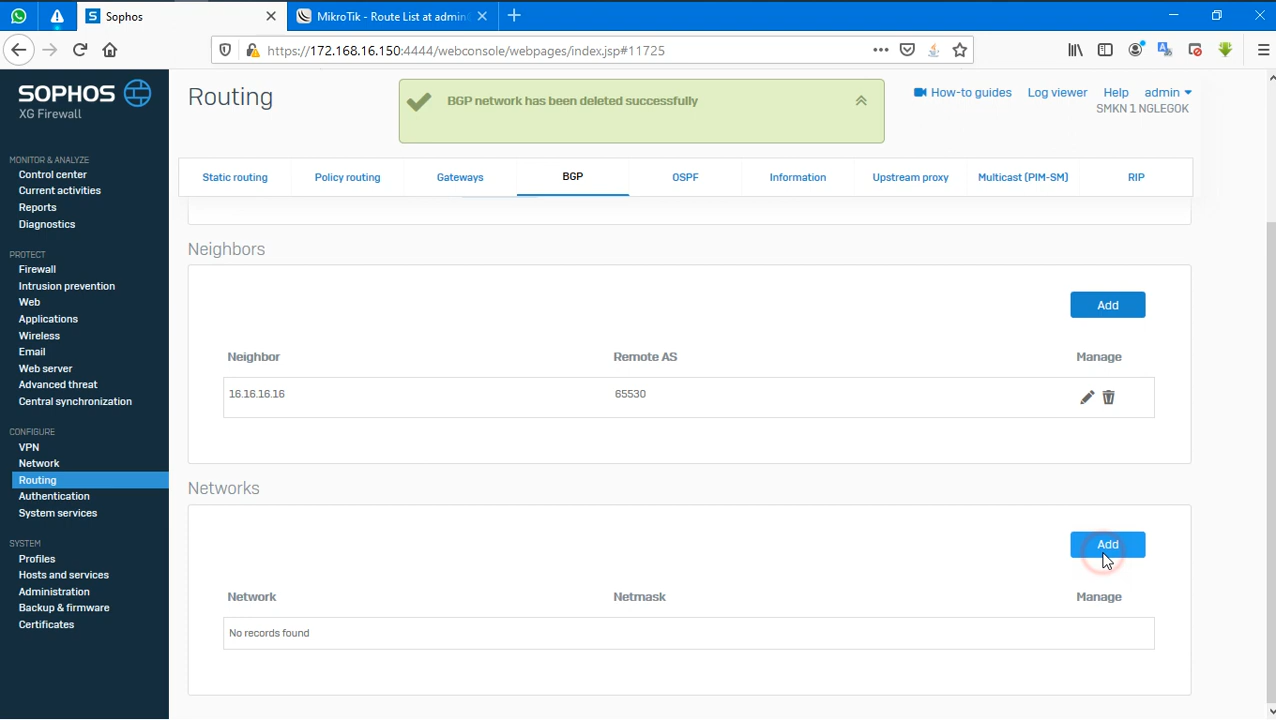 Sophos
MikroTik - Route List at admin
https://172.168.16.150:4444/webconsole/webpages/index.jsp#11725
SOPHOS
XG Firewall
MONITOR & ANALYZE
Control center
Current activities
Reports
Diagnostics
PROTECT
Firewall
Intrusion prevention
Web
Applications
Wireless
Email
Web server
Advanced threat
Central synchronization
CONFIGURE
VPN
Network
Routing
Authentication
System services
SYSTEM
Profiles
Hosts and services
Administration
Backup & firmware
Certificates
Routing
BGP network has been deleted successfully
How-to guides
Log viewer
Help
admin
SMKN 1 NGLEGOK
Static routing
Policy routing
Gateways
BGP
OSPF
Information
Upstream proxy
Multicast (PIM-SM)
RIP
Neighbors
Add
Neighbor Remote AS Manage
16.16.16.16 65530
Networks
Add
Network Netmask Manage
No records found